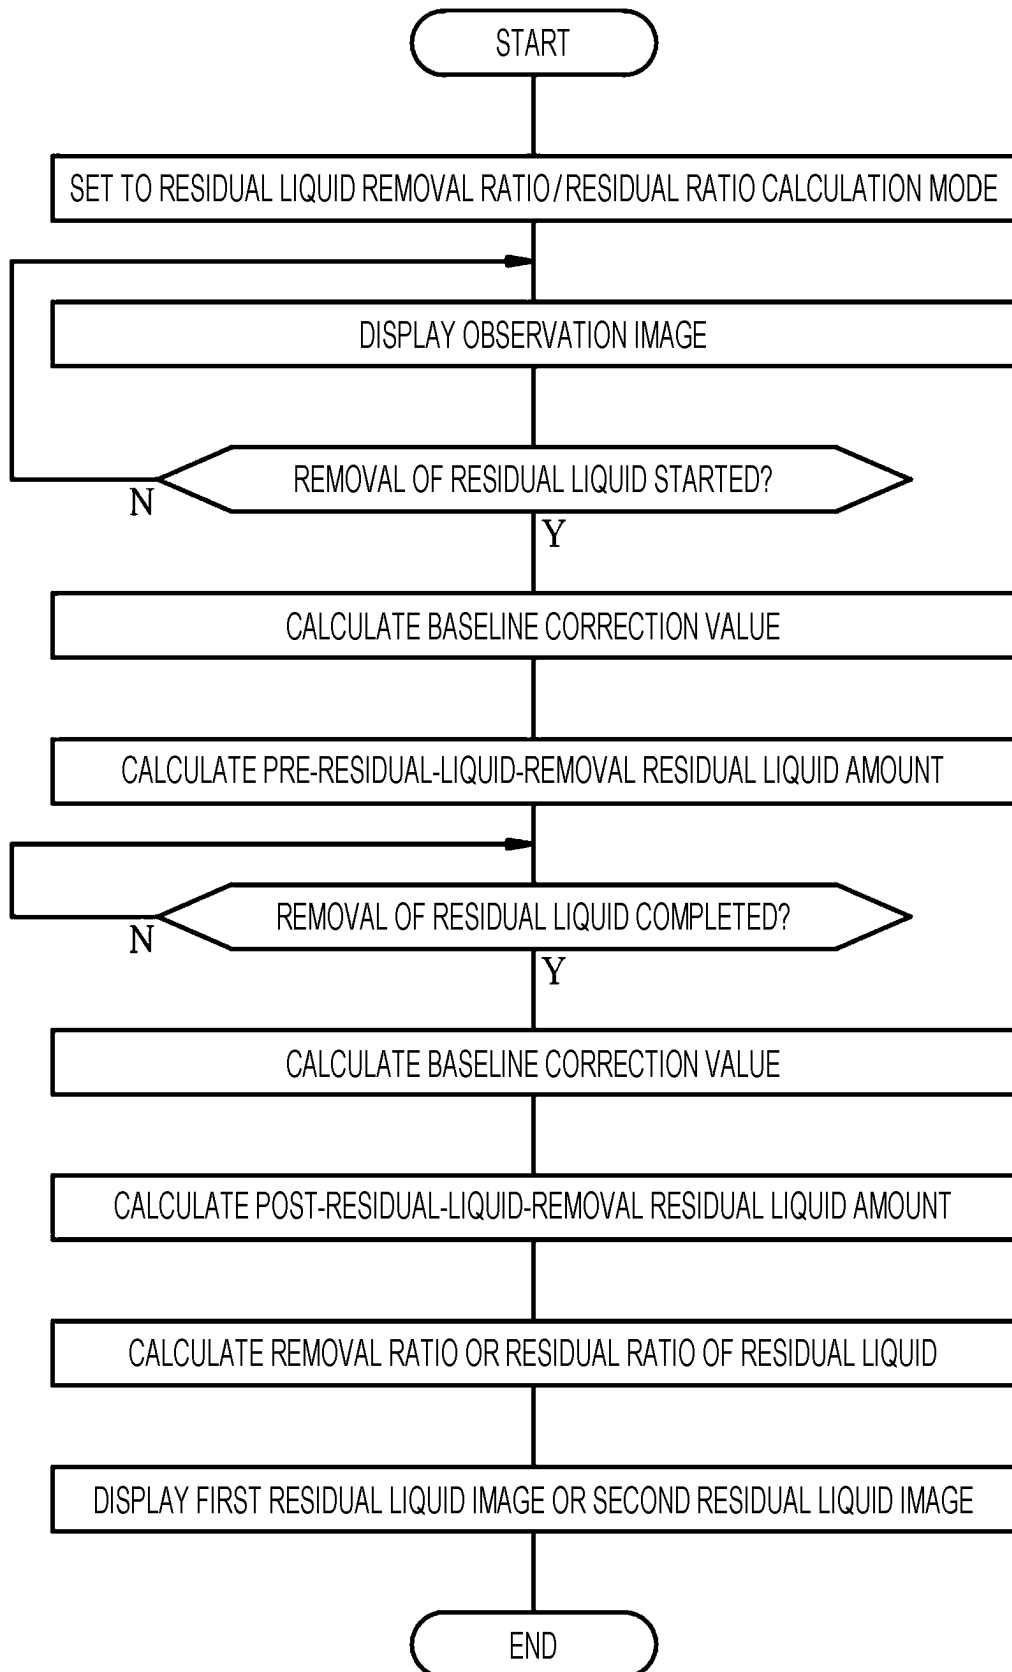 START
SET TO RESIDUAL LIQUID REMOVAL RATIO/RESIDUAL RATIO CALCULATION MODE
DISPLAY OBSERVATION IMAGE
REMOVAL OF RESIDUAL LIQUID STARTED?
N
Y
CALCULATE BASELINE CORRECTION VALUE
CALCULATE PRE-RESIDUAL-LIQUID-REMOVAL RESIDUAL LIQUID AMOUNT
REMOVAL OF RESIDUAL LIQUID COMPLETED?
N
Y
CALCULATE BASELINE CORRECTION VALUE
CALCULATE POST-RESIDUAL-LIQUID-REMOVAL RESIDUAL LIQUID AMOUNT
CALCULATE REMOVAL RATIO OR RESIDUAL RATIO OF RESIDUAL LIQUID
DISPLAY FIRST RESIDUAL LIQUID IMAGE OR SECOND RESIDUAL LIQUID IMAGE
END